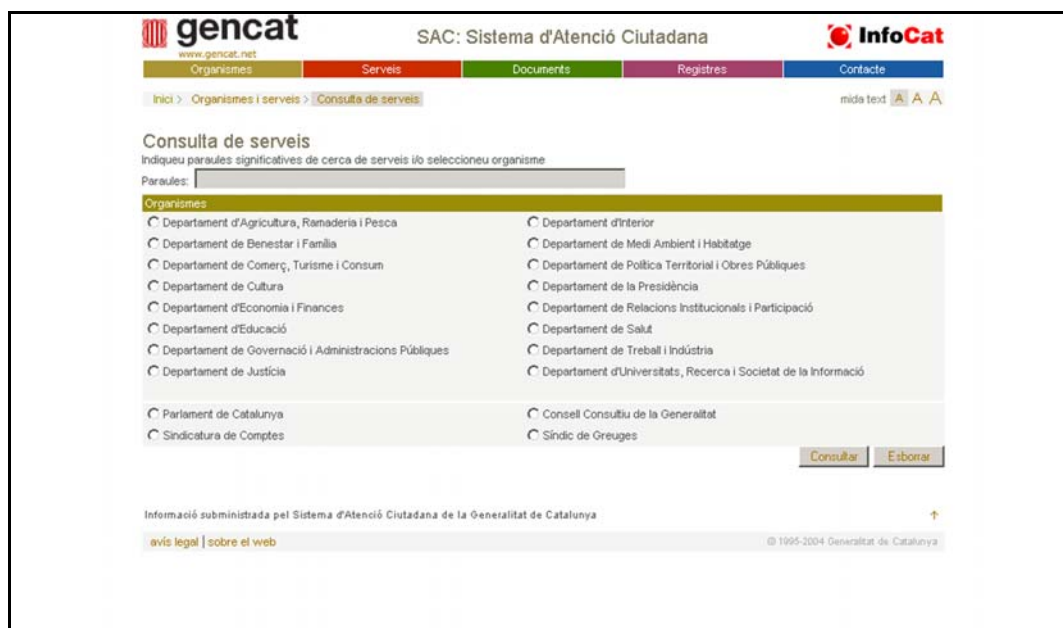 gencat
www.gencat.net
SAC: Sistema d'Atenció Ciutadana
InfoCat
Organismes Serveis Documents Registres Contacte
Inici > Organismes i serveis > Consulta de serveis
mida text A A A
Consulta de serveis
Indiqueu paraules significatives de cerca de serveis i/o seleccioneu organisme
Paraules:
Organismes
Departament d'Agricultura, Ramaderia i Pesca
Departament d'Interior
Departament de Benestar i Família
Departament de Medi Ambient i Habitatge
Departament de Comerç, Turisme i Consum
Departament de Política Territorial i Obres Públiques
Departament de Cultura
Departament de la Presidència
Departament d'Economia i Finances
Departament de Relacions Institucionals i Participació
Departament d'Educació
Departament de Salut
Departament de Governació i Administracions Públiques
Departament de Treball i Indústria
Departament de Justícia
Departament d'Universitats, Recerca i Societat de la Informació
Parlament de Catalunya
Consell Consultiu de la Generalitat
Sindicatura de Comptes
Síndic de Greuges
Consultar Esborrar
Informació subministrada pel Sistema d'Atenció Ciutadana de la Generalitat de Catalunya
avís legal | sobre el web
© 1995-2004 Generalitat de Catalunya